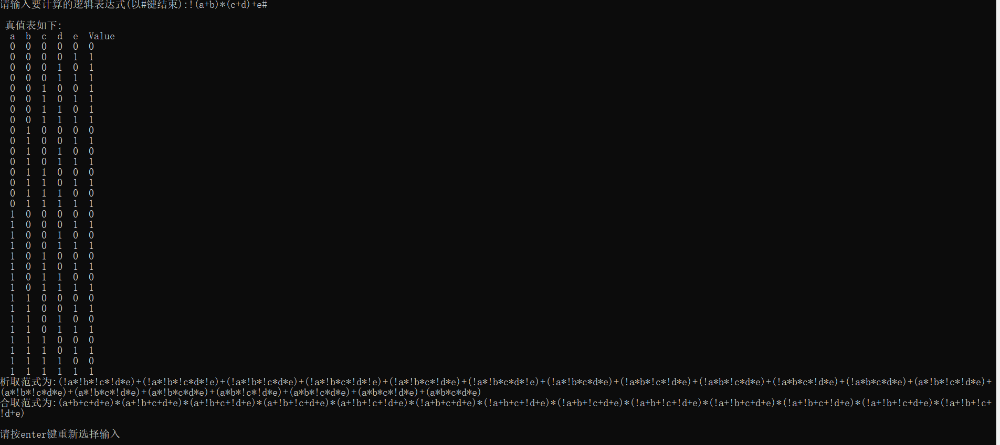 请输入要计算的逻辑表达式(以#键结束):!(a+b)*(c+d)+e#
真值表如下:
a b c d e Value
0 0 0 0 0 0
0 0 0 0 1 1
0 0 0 1 0 1
0 0 0 1 1 1
0 0 1 0 0 1
0 0 1 0 1 1
0 0 1 1 0 1
0 0 1 1 1 1
0 1 0 0 0 0
0 1 0 0 1 1
0 1 0 1 0 0
0 1 0 1 1 1
0 1 1 0 0 0
0 1 1 0 1 1
0 1 1 1 0 0
0 1 1 1 1 1
1 0 0 0 0 0
1 0 0 0 1 1
1 0 0 1 0 0
1 0 0 1 1 1
1 0 1 0 0 0
1 0 1 0 1 1
1 0 1 1 0 0
1 0 1 1 1 1
1 1 0 0 0 0
1 1 0 0 1 1
1 1 0 1 0 0
1 1 0 1 1 1
1 1 1 0 0 0
1 1 1 0 1 1
1 1 1 1 0 0
1 1 1 1 1 1
析取范式为:(!a*!b*!c*!d*e)+(!a*!b*!c*d*!e)+(!a*!b*!c*d*e)+(!a*!b*c*!d*!e)+(!a*!b*c*!d*e)+(!a*!b*c*d*!e)+(!a*!b*c*d*e)+(!a*b*!c*!d*e)+(!a*b*!c*d*e)+(!a*b*c*!d*e)+(!a*b*c*d*e)+(a*!b*!c*!d*e)+
(a*!b*!c*d*e)+(a*!b*c*!d*e)+(a*!b*c*d*e)+(a*b*!c*!d*e)+(a*b*!c*d*e)+(a*b*c*!d*e)+(a*b*c*d*e)
合取范式为:(a+b+c+d+e)*(a+!b+c+d+e)*(a+!b+c+!d+e)*(a+!b+!c+d+e)*(a+!b+!c+!d+e)*(!a+b+c+d+e)*(!a+b+c+!d+e)*(!a+b+!c+d+e)*(!a+b+!c+!d+e)*(!a+!b+c+d+e)*(!a+!b+c+!d+e)*(!a+!b+!c+d+e)*(!a+!b+!c+
!d+e)
请按enter键重新选择输入